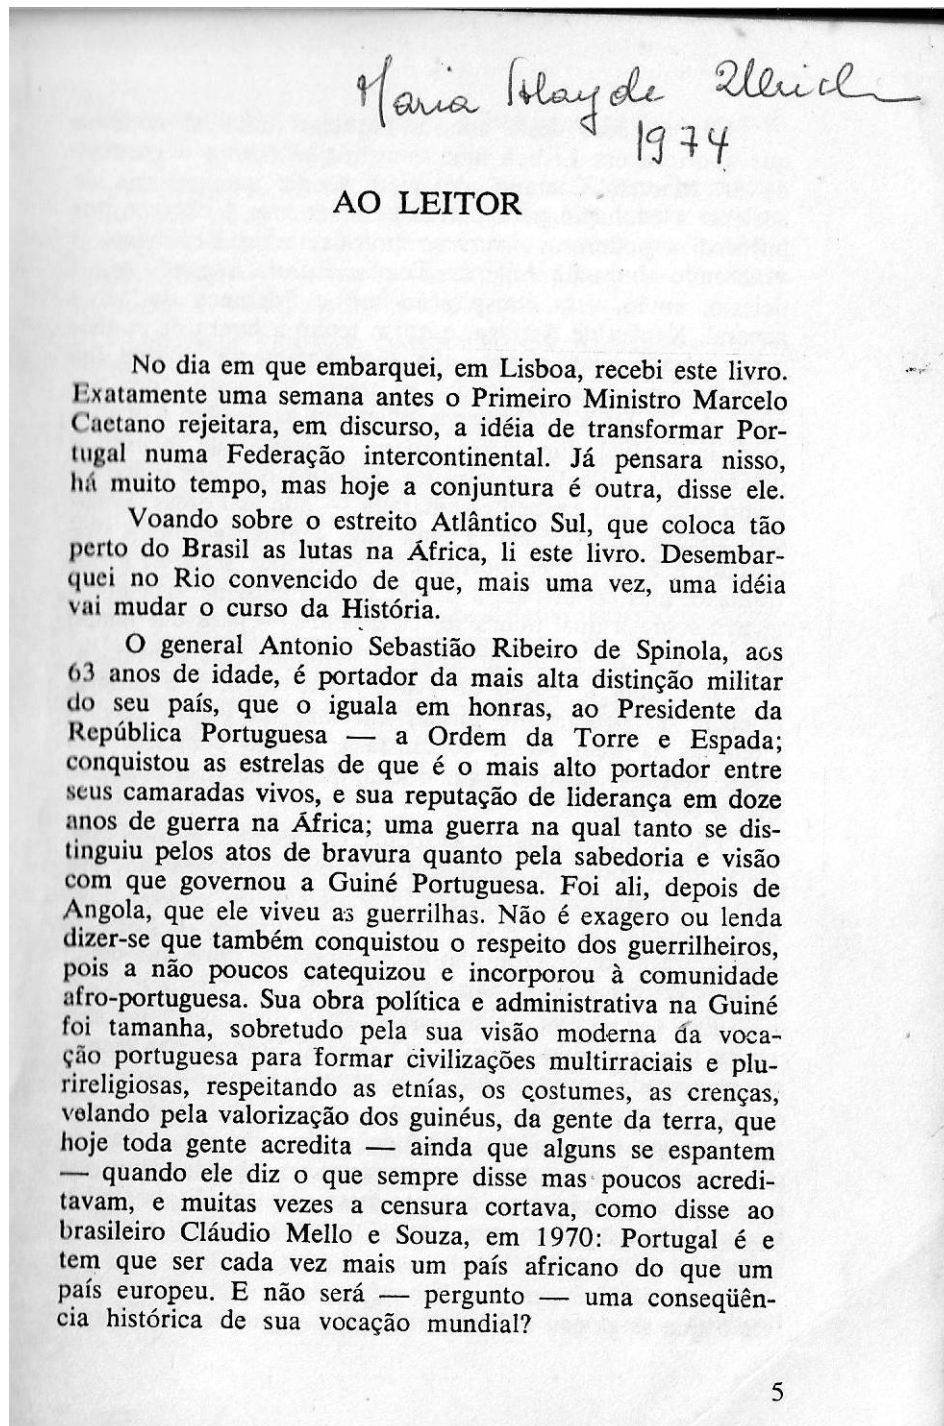 Maria Hayde Ulrich
1974
AO LEITOR
No dia em que embarquei, em Lisboa, recebi este livro.
Exatamente uma semana antes o Primeiro Ministro Marcelo
Caetano rejeitara, em discurso, a idéia de transformar Por-
tugal numa Federação intercontinental. Já pensara nisso,
há muito tempo, mas hoje a conjuntura é outra, disse ele.
Voando sobre o estreito Atlântico Sul, que coloca tão
perto do Brasil as lutas na África, li este livro. Desembar-
quei no Rio convencido de que, mais uma vez, uma idéia
vai mudar o curso da História.
O general Antonio Sebastião Ribeiro de Spinola, aos
63 anos de idade, é portador da mais alta distinção militar
do seu país, que o iguala em honras, ao Presidente da
República Portuguesa — a Ordem da Torre e Espada;
conquistou as estrelas de que é o mais alto portador entre
seus camaradas vivos, e sua reputação de liderança em doze
anos de guerra na África; uma guerra na qual tanto se dis-
tinguiu pelos atos de bravura quanto pela sabedoria e visão
com que governou a Guiné Portuguesa. Foi ali, depois de
Angola, que ele viveu as guerrilhas. Não é exagero ou lenda
dizer-se que também conquistou o respeito dos guerrilheiros,
pois a não poucos catequizou e incorporou à comunidade
afro-portuguesa. Sua obra política e administrativa na Guiné
foi tamanha, sobretudo pela sua visão moderna da voca-
ção portuguesa para formar civilizações multirraciais e plu-
rireligiosas, respeitando as etnías, os costumes, as crenças,
velando pela valorização dos guinéus, da gente da terra, que
hoje toda gente acredita — ainda que alguns se espantem
— quando ele diz o que sempre disse mas poucos acredi-
tavam, e muitas vezes a censura cortava, como disse ao
brasileiro Cláudio Mello e Souza, em 1970: Portugal é e
tem que ser cada vez mais um país africano do que um
país europeu. E não será — pergunto — uma conseqüên-
cia histórica de sua vocação mundial?
5